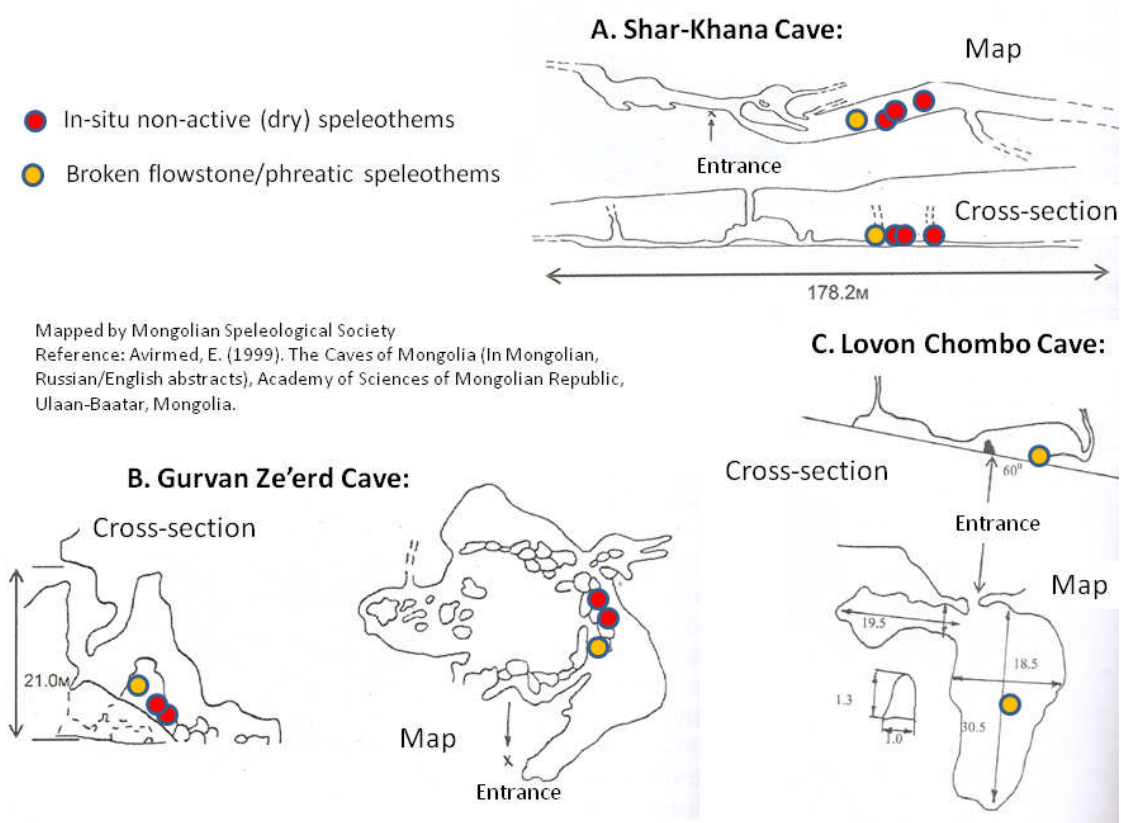 A. Shar-Khana Cave:
Map
In-situ non-active (dry) speleothems
Broken flowstone/phreatic speleothems
x
Entrance
Cross-section
178.2м
Mapped by Mongolian Speleological Society
Reference: Avirmed, E. (1999). The Caves of Mongolia (In Mongolian,
Russian/English abstracts), Academy of Sciences of Mongolian Republic,
Ulaan-Baatar, Mongolia.
C. Lovon Chombo Cave:
Cross-section
60⁰
Entrance
Map
19.5
18.5
1.3
30.5
1.0
B. Gurvan Ze’erd Cave:
Cross-section
21.0м
Map
x
Entrance